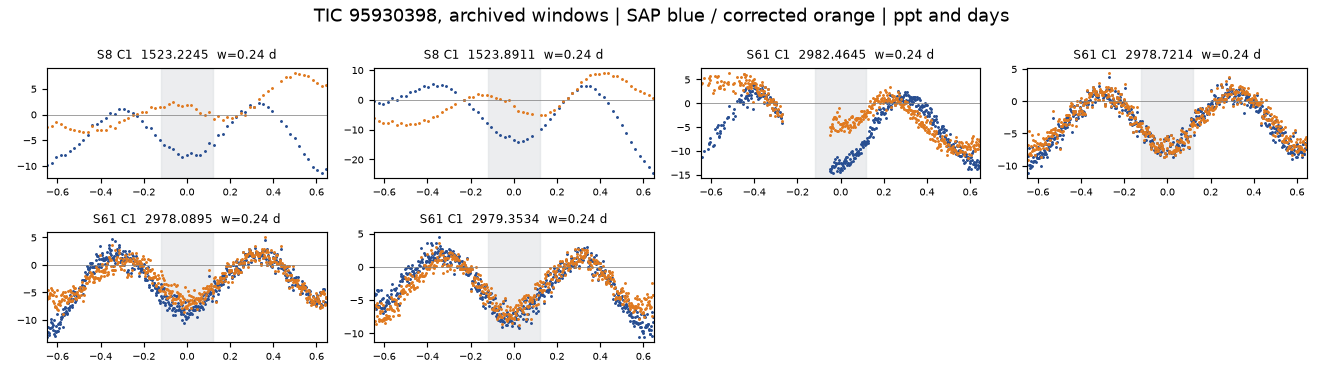 TIC 95930398, archived windows | SAP blue / corrected orange | ppt and days
S8 C1 1523.2245 w=0.24 d
S8 C1 1523.8911 w=0.24 d
S61 C1 2982.4645 w=0.24 d
S61 C1 2978.7214 w=0.24 d
5
0
−5
−10
−0.6 −0.4 −0.2 0.0 0.2 0.4 0.6
10
0
−10
−20
−0.6 −0.4 −0.2 0.0 0.2 0.4 0.6
5
0
−5
−10
−15
−0.6 −0.4 −0.2 0.0 0.2 0.4 0.6
5
0
−5
−10
−0.6 −0.4 −0.2 0.0 0.2 0.4 0.6
S61 C1 2978.0895 w=0.24 d
S61 C1 2979.3534 w=0.24 d
5
0
−5
−10
−0.6 −0.4 −0.2 0.0 0.2 0.4 0.6
5
0
−5
−10
−0.6 −0.4 −0.2 0.0 0.2 0.4 0.6